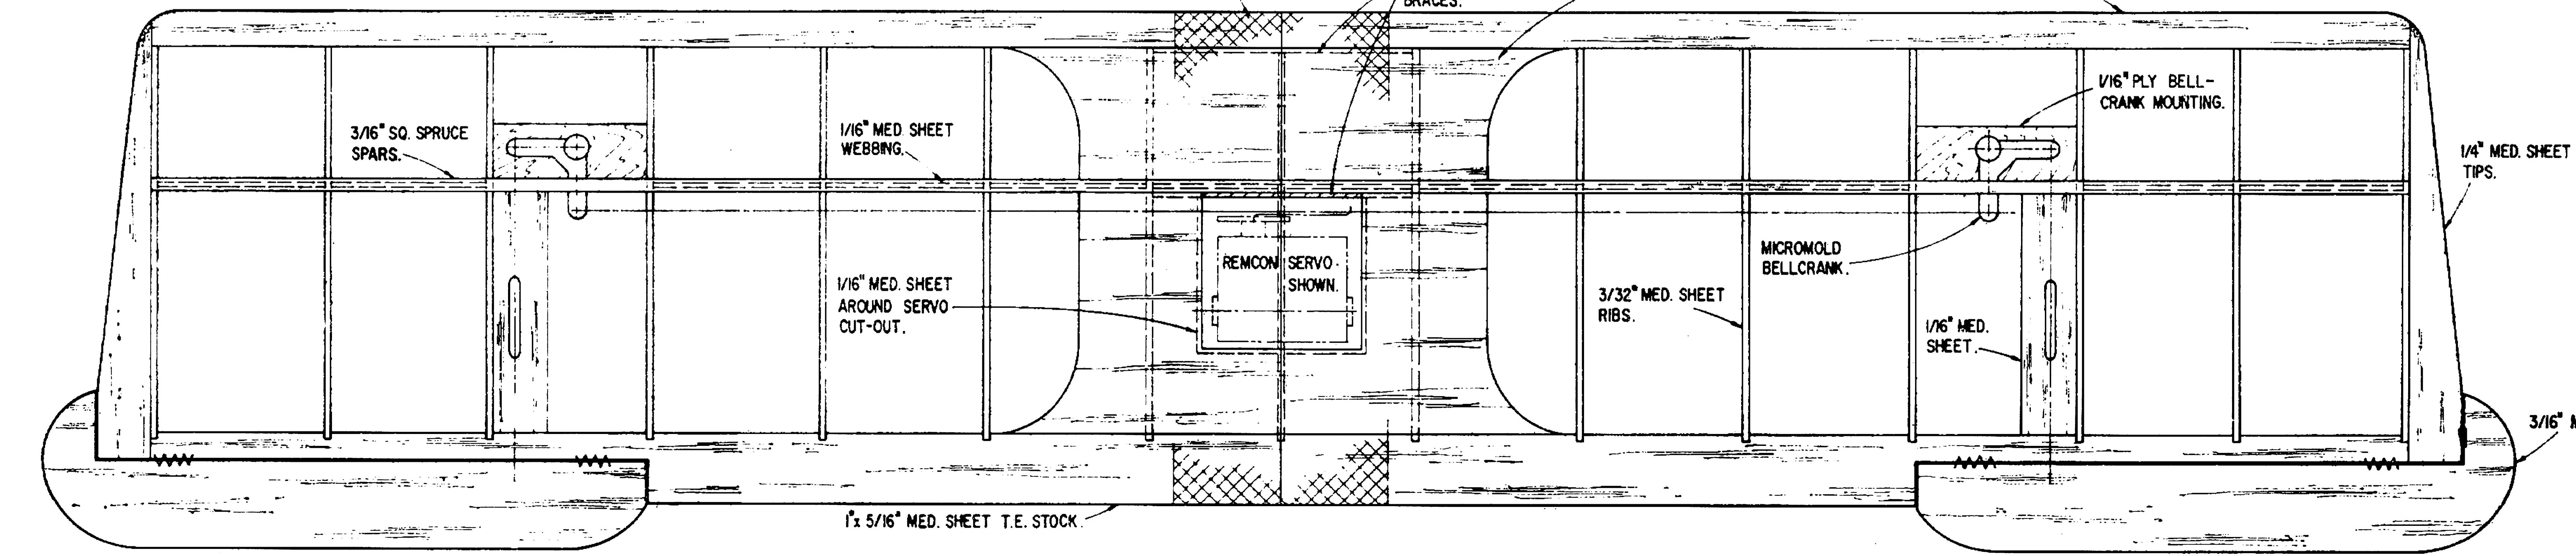 BRACES.
3/16" SQ. SPRUCE
SPARS.
1/16" MED. SHEET
WEBBING.
1/16" PLY BELL-
CRANK MOUNTING.
1/4" MED. SHEET
TIPS.
REMCON SERVO
SHOWN.
MICROMOLD
BELLCRANK.
1/16" MED. SHEET
AROUND SERVO
CUT-OUT.
3/32" MED. SHEET
RIBS.
1/16" MED.
SHEET.
3/16"
1"x 5/16" MED. SHEET T.E. STOCK.